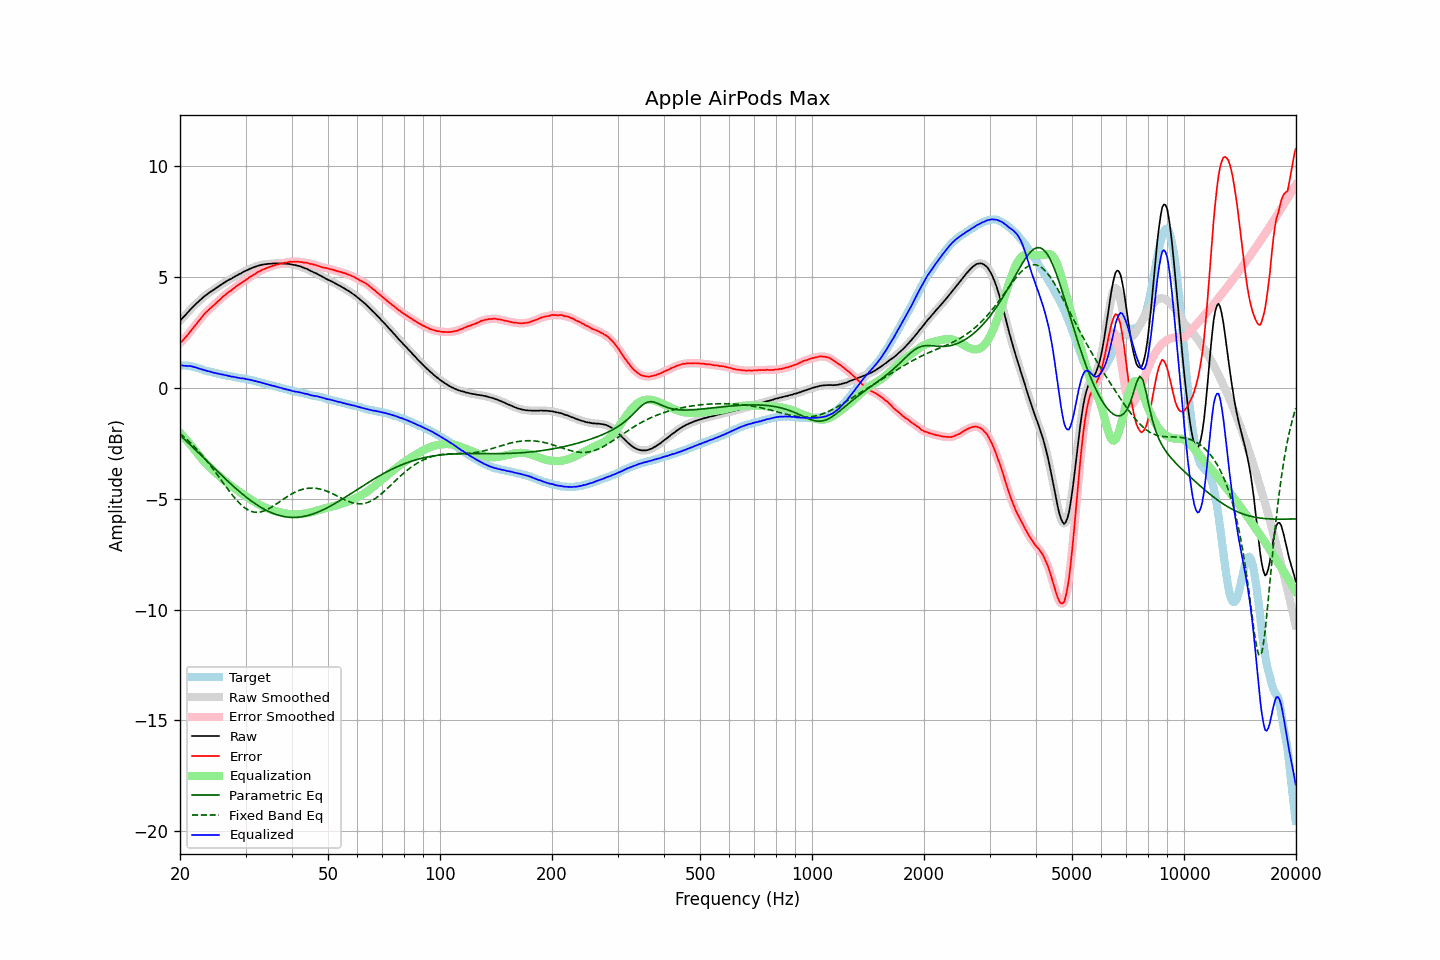 Apple AirPods Max
Amplitude (dBr)
10
5
0
−5
−10
−15
−20
Target
Raw Smoothed
Error Smoothed
Raw
Error
Equalization
Parametric Eq
Fixed Band Eq
Equalized
20 50 100 200 500 1000 2000 5000 10000 20000
Frequency (Hz)